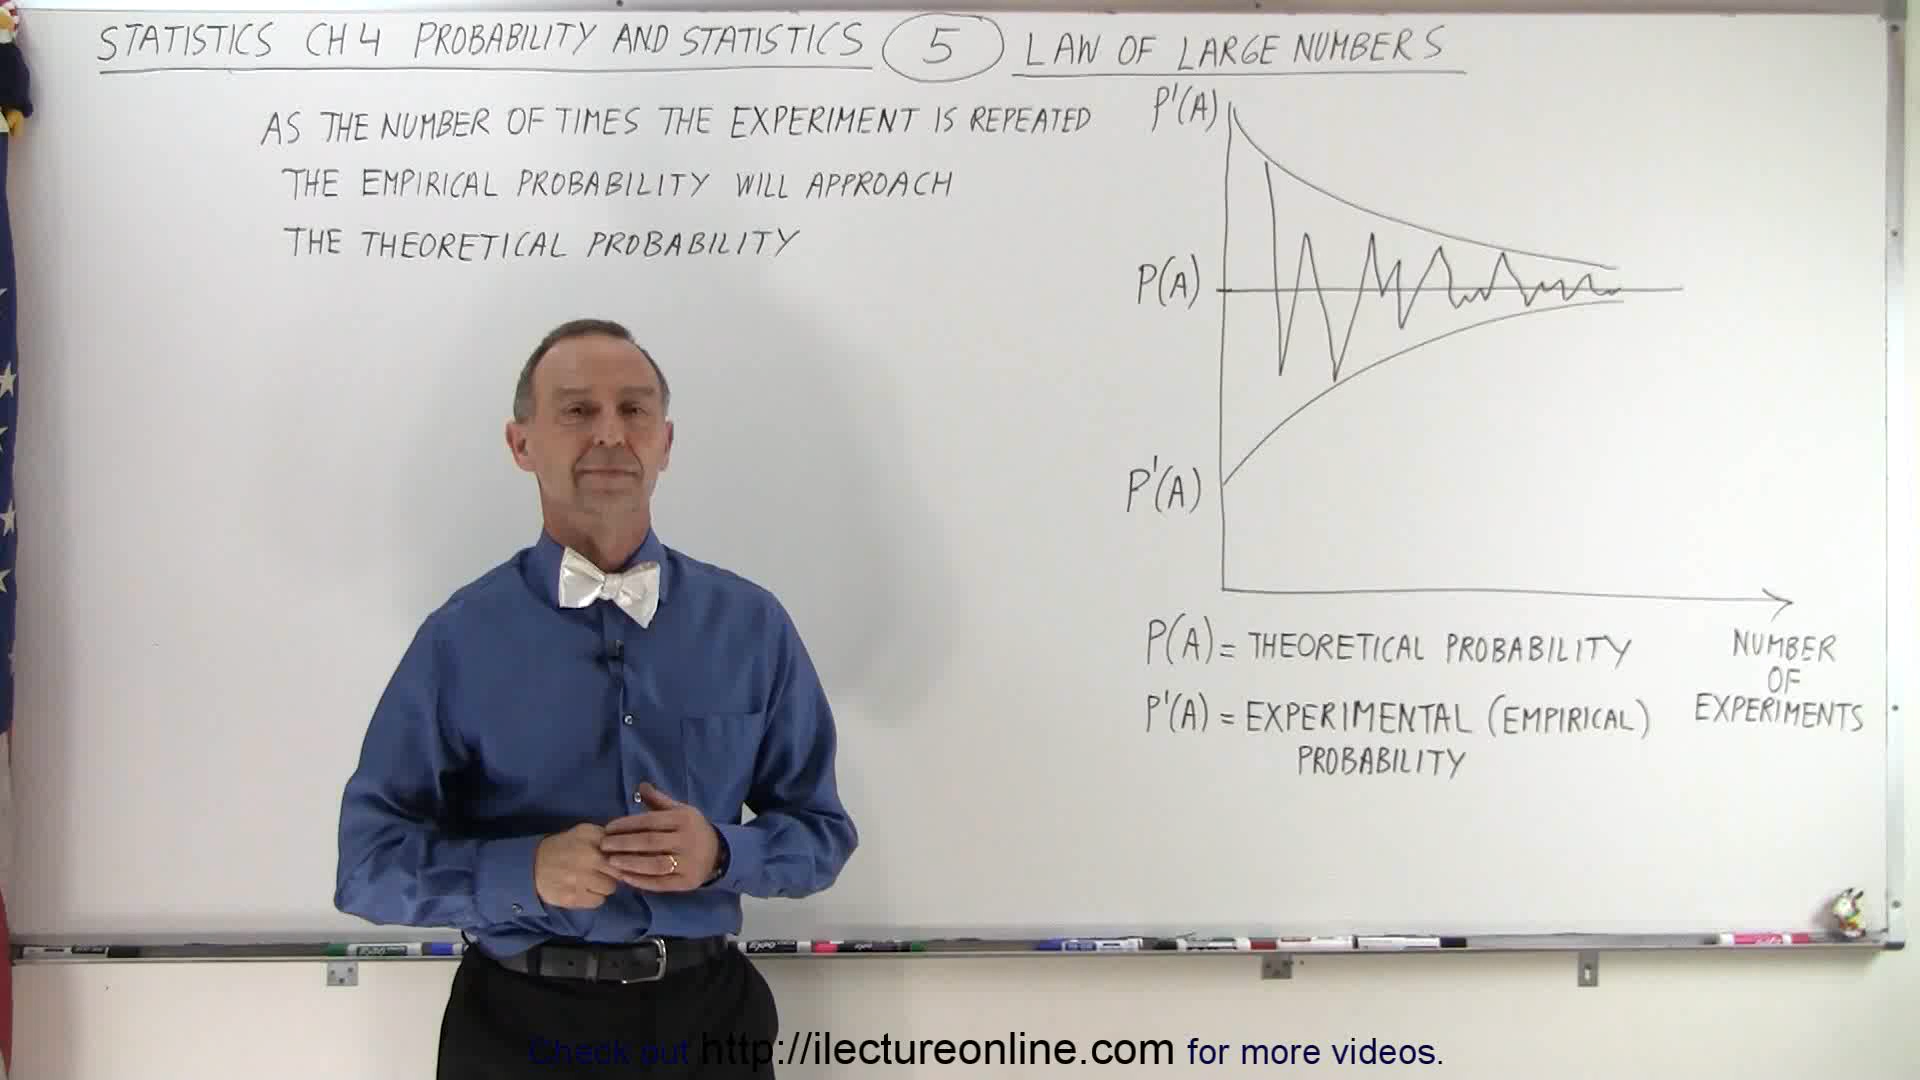 STATISTICS CH 4 PROBABILITY AND STATISTICS 5 LAW OF LARGE NUMBERS
AS THE NUMBER OF TIMES THE EXPERIMENT IS REPEATED
THE EMPIRICAL PROBABILITY WILL APPROACH
THE THEORETICAL PROBABILITY
P'(A)
P(A)
P'(A)
P(A) = THEORETICAL PROBABILITY
P'(A) = EXPERIMENTAL (EMPIRICAL)
PROBABILITY
NUMBER
OF
EXPERIMENTS
Check out http://ilectureonline.com for more videos.